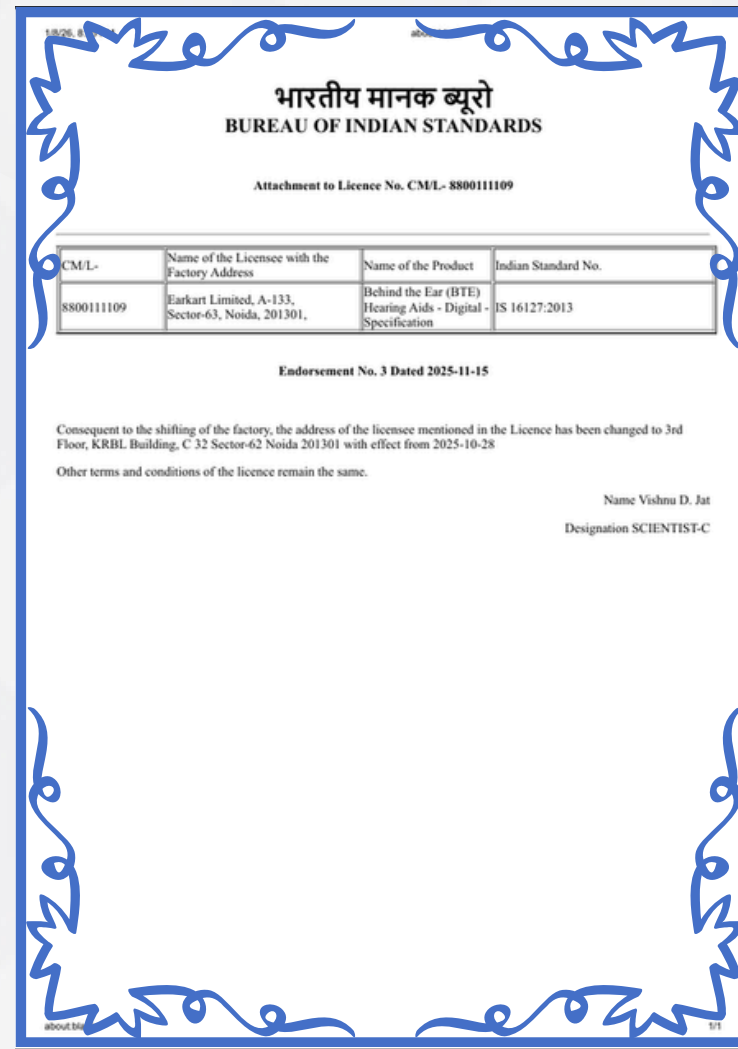 भारतीय मानक ब्यूरो
BUREAU OF INDIAN STANDARDS
Attachment to Licence No. CM/L- 8800111109
CM/L-
Name of the Licensee with the
Factory Address
Name of the Product
Indian Standard No.
8800111109
Earkart Limited, A-133,
Sector-63, Noida, 201301,
Behind the Ear (BTE)
Hearing Aids - Digital -
Specification
IS 16127:2013
Endorsement No. 3 Dated 2025-11-15
Consequent to the shifting of the factory, the address of the licensee mentioned in the Licence has been changed to 3rd
Floor, KRBL Building, C 32 Sector-62 Noida 201301 with effect from 2025-10-28
Other terms and conditions of the licence remain the same.
Name Vishnu D. Jat
Designation SCIENTIST-C
1/1